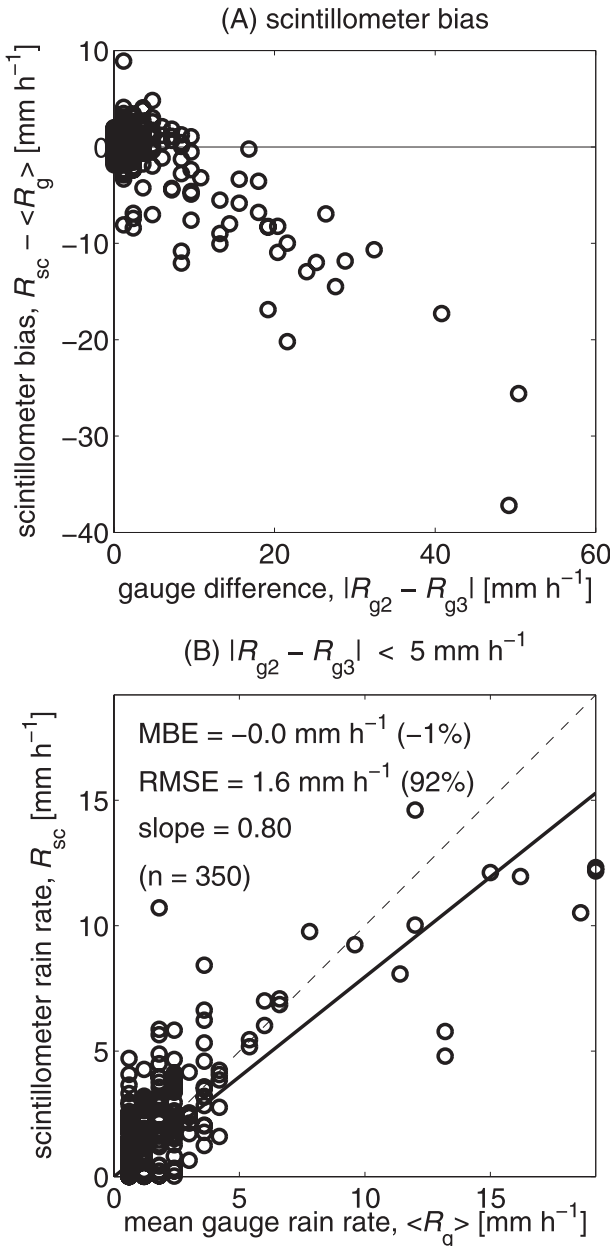 (A) scintillometer bias
scintillometer bias, R_sc − <R_g> [mm h⁻¹]
10
0
−10
−20
−30
−40
0 20 40 60
gauge difference, |R_g2 − R_g3| [mm h⁻¹]
(B) |R_g2 − R_g3| < 5 mm h⁻¹
scintillometer rain rate, R_sc [mm h⁻¹]
MBE = −0.0 mm h⁻¹ (−1%)
RMSE = 1.6 mm h⁻¹ (92%)
slope = 0.80
(n = 350)
15
10
5
0
0 5 10 15
mean gauge rain rate, <R_g> [mm h⁻¹]